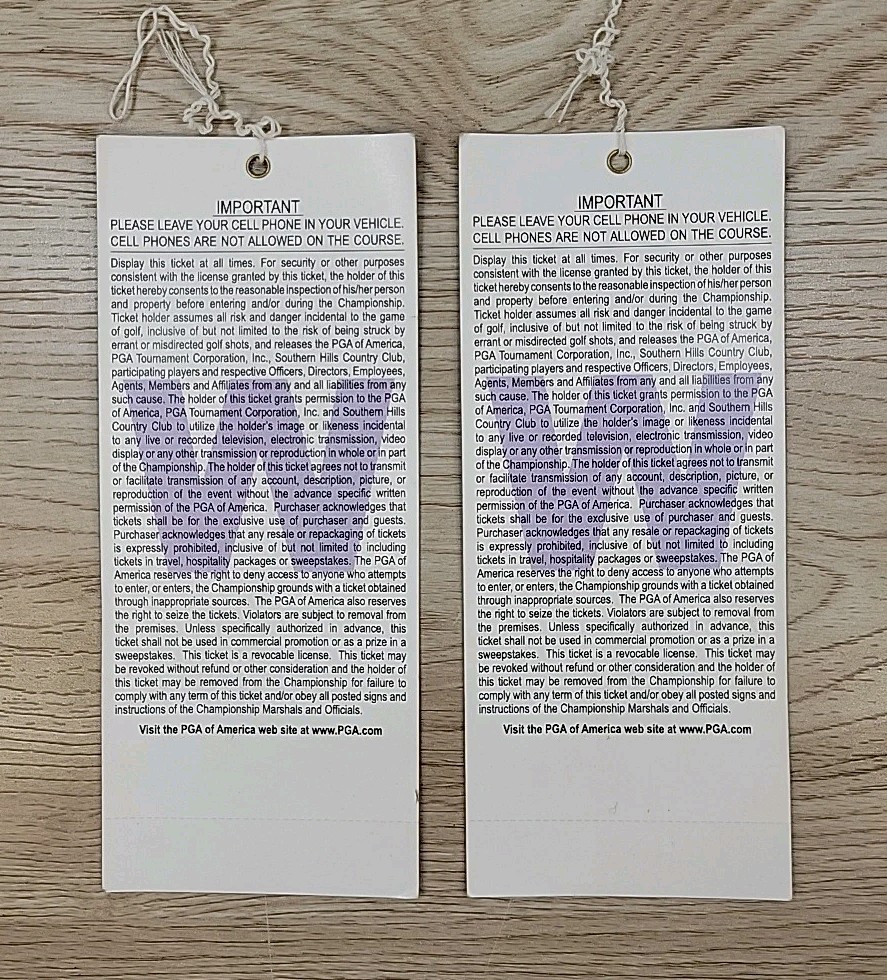 IMPORTANT
PLEASE LEAVE YOUR CELL PHONE IN YOUR VEHICLE.
CELL PHONES ARE NOT ALLOWED ON THE COURSE.
Display this ticket at all times. For security or other purposes
consistent with the license granted by this ticket, the holder of this
ticket hereby consents to the reasonable inspection of his/her person
and property before entering and/or during the Championship.
Ticket holder assumes all risk and danger incidental to the game
of golf, inclusive of but not limited to the risk of being struck by
errant or misdirected golf shots, and releases the PGA of America,
PGA Tournament Corporation, Inc., Southern Hills Country Club,
participating players and respective Officers, Directors, Employees,
Agents, Members and Affiliates from any and all liabilities from any
such cause. The holder of this ticket grants permission to the PGA
of America, PGA Tournament Corporation, Inc. and Southern Hills
Country Club to utilize the holder's image or likeness incidental
to any live or recorded television, electronic transmission, video
display or any other transmission or reproduction in whole or in part
of the Championship. The holder of this ticket agrees not to transmit
or facilitate transmission of any account, description, picture, or
reproduction of the event without the advance specific written
permission of the PGA of America. Purchaser acknowledges that
tickets shall be for the exclusive use of purchaser and guests.
Purchaser acknowledges that any resale or repackaging of tickets
is expressly prohibited, inclusive of but not limited to including
tickets in travel, hospitality packages or sweepstakes. The PGA of
America reserves the right to deny access to anyone who attempts
to enter, or enters, the Championship grounds with a ticket obtained
through inappropriate sources. The PGA of America also reserves
the right to seize the tickets. Violators are subject to removal from
the premises. Unless specifically authorized in advance, this
ticket shall not be used in commercial promotion or as a prize in a
sweepstakes. This ticket is a revocable license. This ticket may
be revoked without refund or other consideration and the holder of
this ticket may be removed from the Championship for failure to
comply with any term of this ticket and/or obey all posted signs and
instructions of the Championship Marshals and Officials.
Visit the PGA of America web site at www.PGA.com
W
IMPORTANT
PLEASE LEAVE YOUR CELL PHONE IN YOUR VEHICLE.
CELL PHONES ARE NOT ALLOWED ON THE COURSE.
Display this ticket at all times. For security or other purposes
consistent with the license granted by this ticket, the holder of this
ticket hereby consents to the reasonable inspection of his/her person
and property before entering and/or during the Championship.
Ticket holder assumes all risk and danger incidental to the game
of golf, inclusive of but not limited to the risk of being struck by
errant or misdirected golf shots, and releases the PGA of America,
PGA Tournament Corporation, Inc., Southern Hills Country Club,
participating players and respective Officers, Directors, Employees,
Agents, Members and Affiliates from any and all liabilities from any
such cause. The holder of this ticket grants permission to the PGA
of America, PGA Tournament Corporation, Inc. and Southern Hills
Country Club to utilize the holder's image or likeness incidental
to any live or recorded television, electronic transmission, video
display or any other transmission or reproduction in whole or in part
of the Championship. The holder of this ticket agrees not to transmit
or facilitate transmission of any account, description, picture, or
reproduction of the event without the advance specific written
permission of the PGA of America. Purchaser acknowledges that
tickets shall be for the exclusive use of purchaser and guests.
Purchaser acknowledges that any resale or repackaging of tickets
is expressly prohibited, inclusive of but not limited to including
tickets in travel, hospitality packages or sweepstakes. The PGA of
America reserves the right to deny access to anyone who attempts
to enter, or enters, the Championship grounds with a ticket obtained
through inappropriate sources. The PGA of America also reserves
the right to seize the tickets. Violators are subject to removal from
the premises. Unless specifically authorized in advance, this
ticket shall not be used in commercial promotion or as a prize in a
sweepstakes. This ticket is a revocable license. This ticket may
be revoked without refund or other consideration and the holder of
this ticket may be removed from the Championship for failure to
comply with any term of this ticket and/or obey all posted signs and
instructions of the Championship Marshals and Officials.
Visit the PGA of America web site at www.PGA.com
W